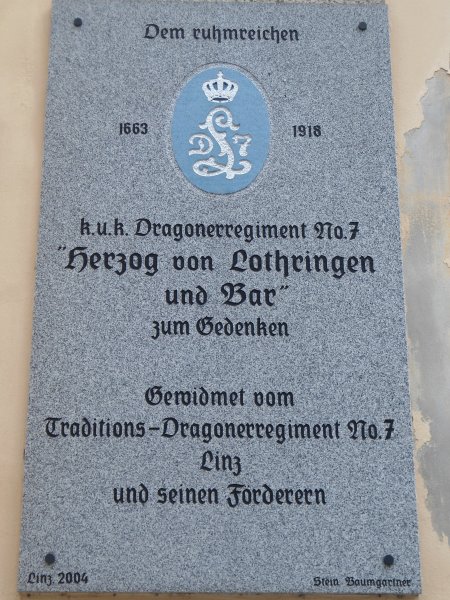 Dem ruhmreichen
1663 D L 7 1918
k.u.k. Dragonerregiment No.7
"Herzog von Lothringen
und Bar"
zum Gedenken
Gewidmet vom
Traditions-Dragonerregiment No.7
Linz
und seinen Förderern
Linz. 2004 Stein Baumgartner